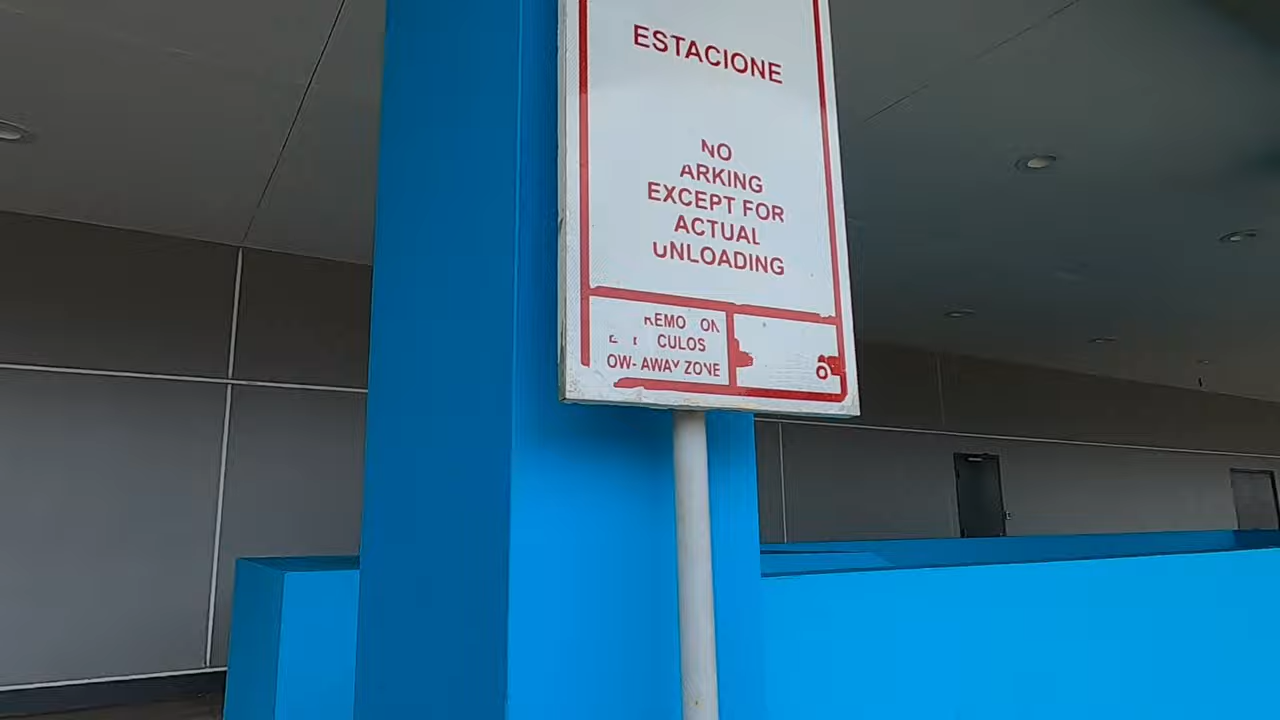 ESTACIONE
NO
ARKING
EXCEPT FOR
ACTUAL
UNLOADING
REMO ON
CULOS
OW- AWAY ZONE